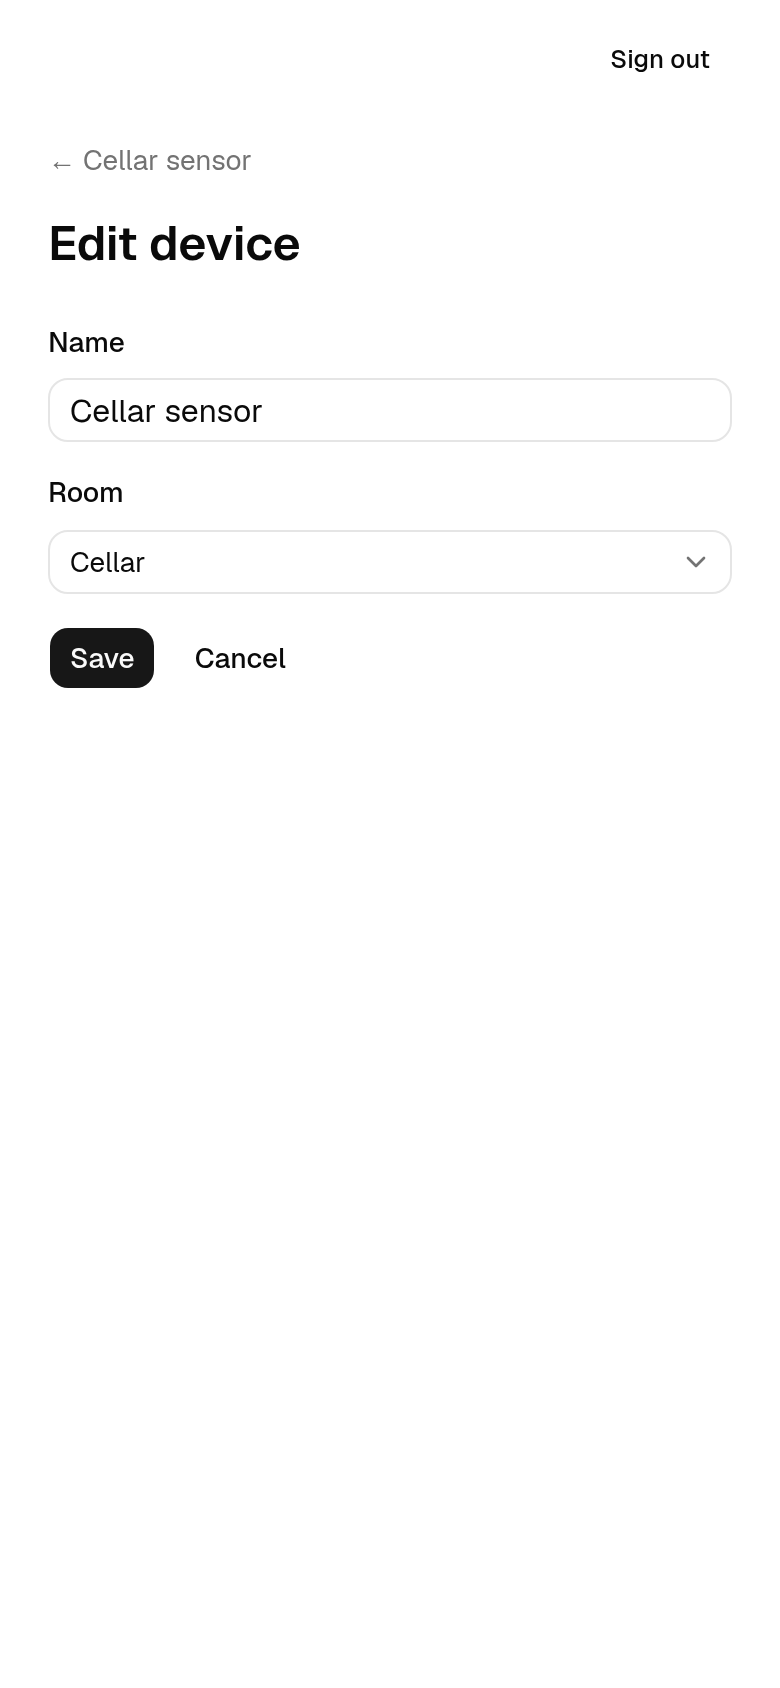 Sign out
← Cellar sensor
Edit device
Name
Cellar sensor
Room
Cellar
Save Cancel